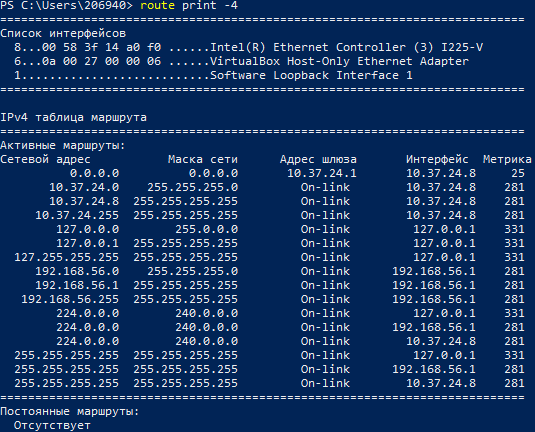 PS C:\Users\206940> route print -4
===========================================================================
Список интерфейсов
  8...00 58 3f 14 a0 f0 ......Intel(R) Ethernet Controller (3) I225-V
  6...0a 00 27 00 00 06 ......VirtualBox Host-Only Ethernet Adapter
  1...........................Software Loopback Interface 1
===========================================================================
IPv4 таблица маршрута
===========================================================================
Активные маршруты:
Сетевой адрес           Маска сети      Адрес шлюза       Интерфейс  Метрика
          0.0.0.0          0.0.0.0       10.37.24.1       10.37.24.8     25
       10.37.24.0    255.255.255.0         On-link        10.37.24.8    281
       10.37.24.8  255.255.255.255         On-link        10.37.24.8    281
     10.37.24.255  255.255.255.255         On-link        10.37.24.8    281
        127.0.0.0        255.0.0.0         On-link         127.0.0.1    331
        127.0.0.1  255.255.255.255         On-link         127.0.0.1    331
  127.255.255.255  255.255.255.255         On-link         127.0.0.1    331
     192.168.56.0    255.255.255.0         On-link      192.168.56.1    281
     192.168.56.1  255.255.255.255         On-link      192.168.56.1    281
   192.168.56.255  255.255.255.255         On-link      192.168.56.1    281
        224.0.0.0        240.0.0.0         On-link         127.0.0.1    331
        224.0.0.0        240.0.0.0         On-link      192.168.56.1    281
        224.0.0.0        240.0.0.0         On-link        10.37.24.8    281
  255.255.255.255  255.255.255.255         On-link         127.0.0.1    331
  255.255.255.255  255.255.255.255         On-link      192.168.56.1    281
  255.255.255.255  255.255.255.255         On-link        10.37.24.8    281
===========================================================================
Постоянные маршруты:
  Отсутствует